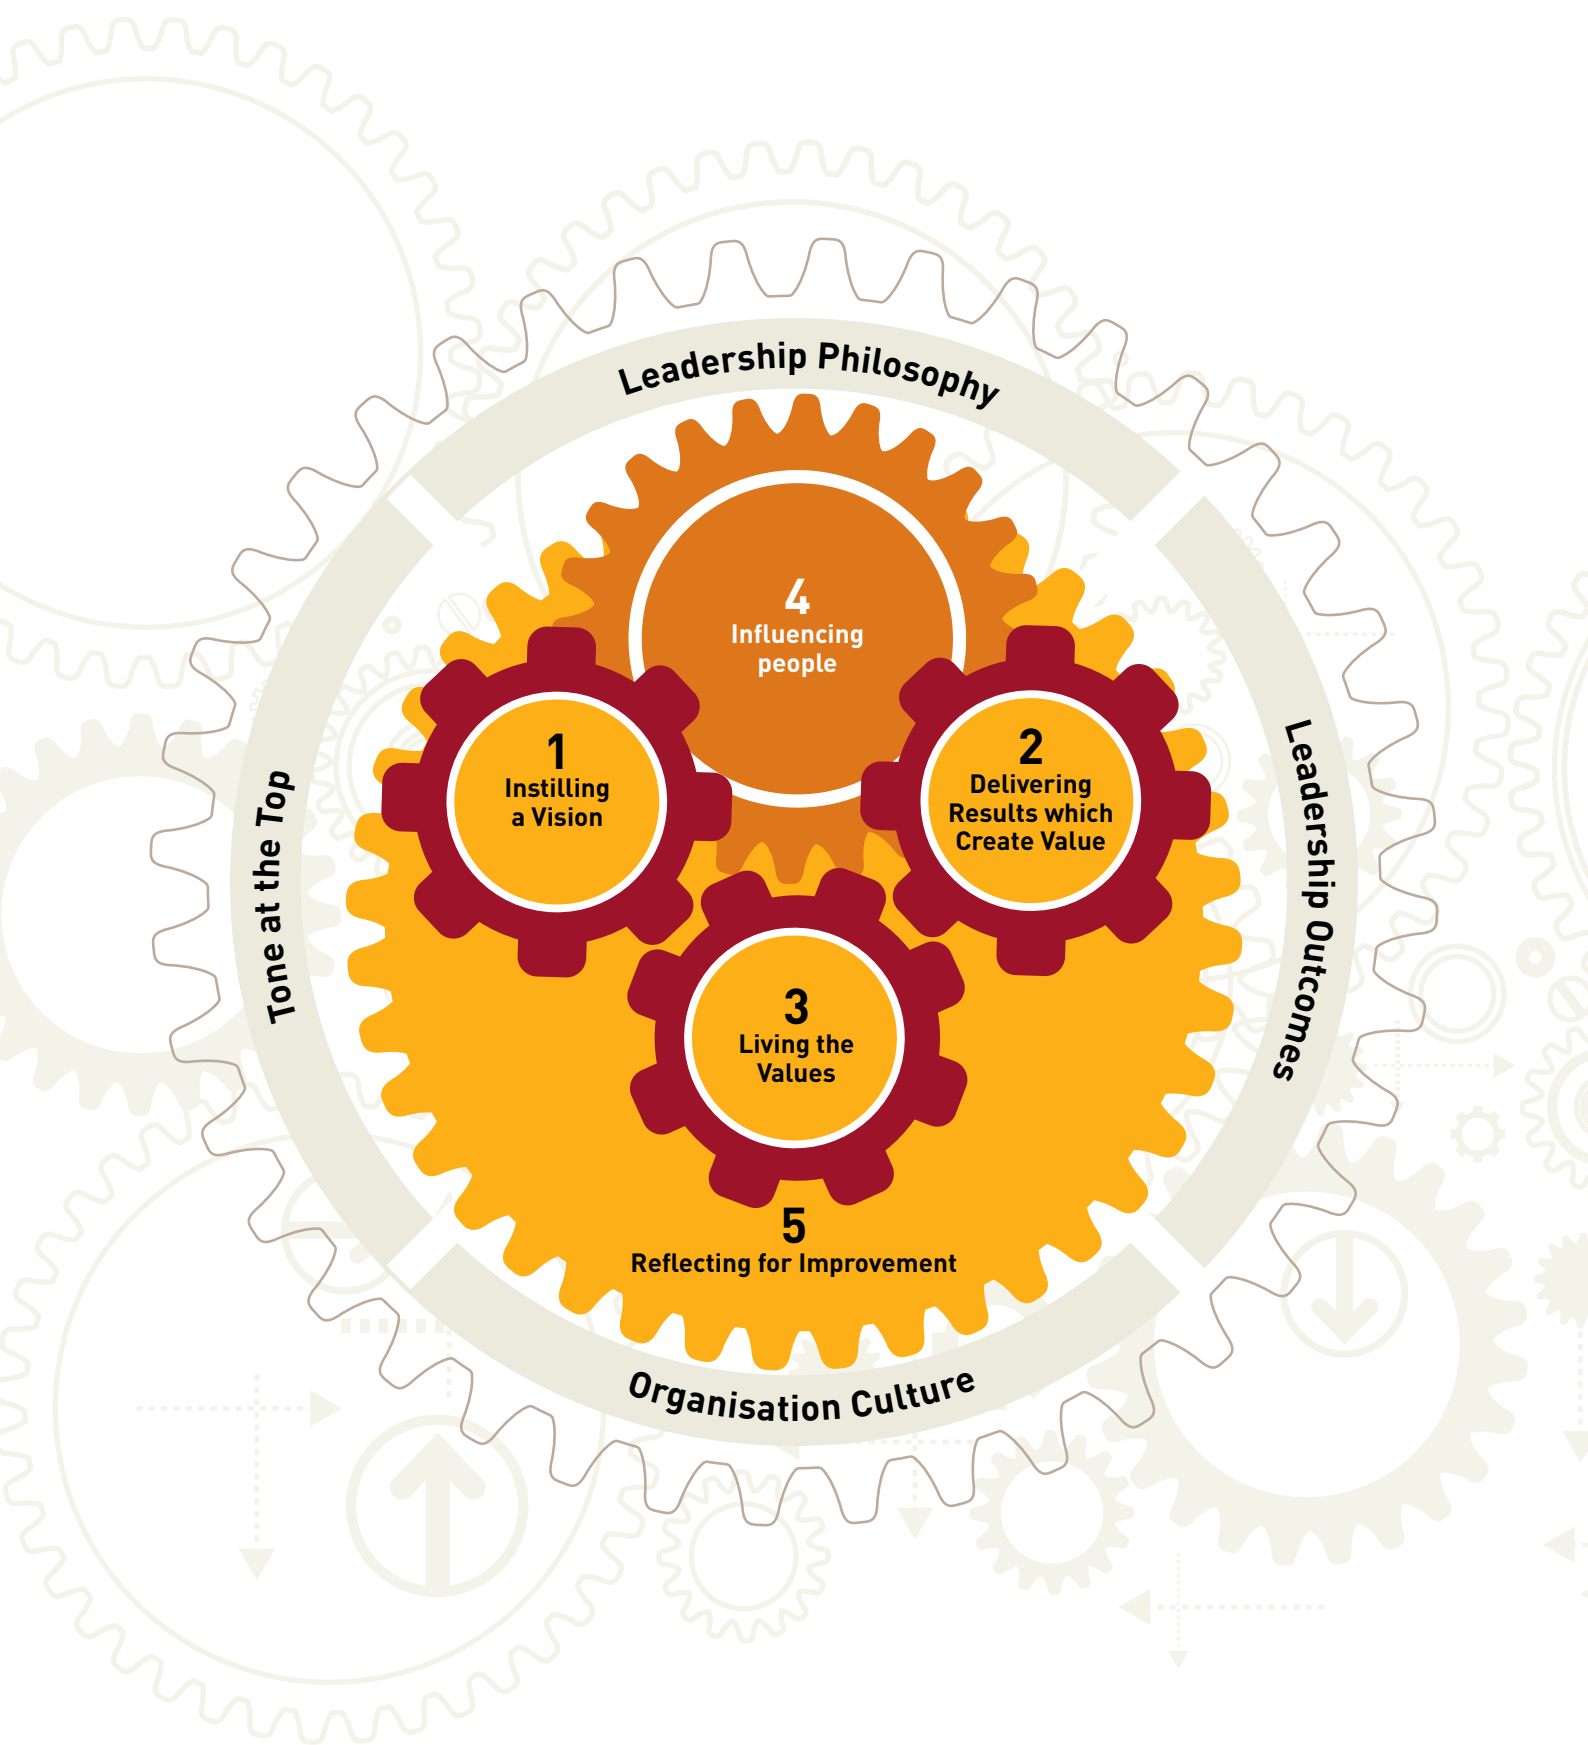 Leadership Philosophy
4
Influencing
people
1
Instilling
a Vision
2
Delivering
Results which
Create Value
Tone at the Top
Leadership Outcomes
3
Living the
Values
5
Reflecting for Improvement
Organisation Culture